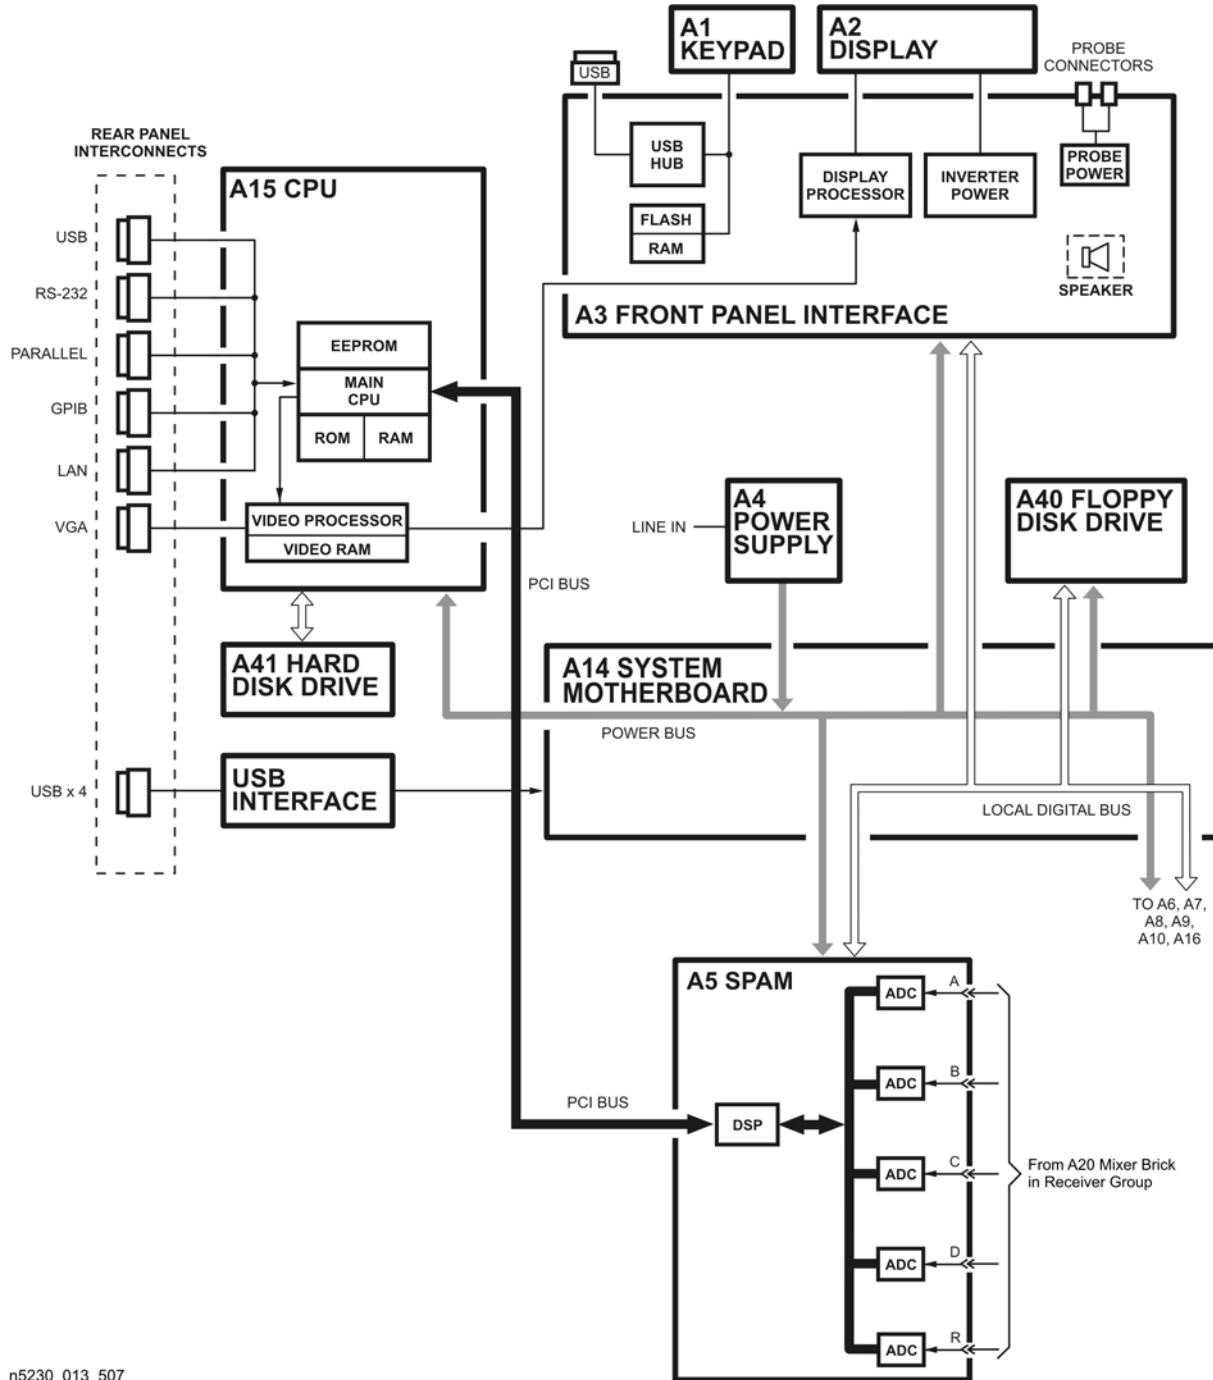 A1
KEYPAD
A2
DISPLAY
PROBE
CONNECTORS
USB
USB
HUB
FLASH
RAM
DISPLAY
PROCESSOR
INVERTER
POWER
PROBE
POWER
SPEAKER
A3 FRONT PANEL INTERFACE
REAR PANEL
INTERCONNECTS
USB
RS-232
PARALLEL
GPIB
LAN
VGA
USB x 4
A15 CPU
EEPROM
MAIN
CPU
ROM
RAM
VIDEO PROCESSOR
VIDEO RAM
PCI BUS
A41 HARD
DISK DRIVE
USB
INTERFACE
LINE IN
A4
POWER
SUPPLY
A40 FLOPPY
DISK DRIVE
A14 SYSTEM
MOTHERBOARD
POWER BUS
LOCAL DIGITAL BUS
TO A6, A7,
A8, A9,
A10, A16
A5 SPAM
PCI BUS
DSP
ADC
A
ADC
B
ADC
C
ADC
D
ADC
R
From A20 Mixer Brick
in Receiver Group
n5230_013_507